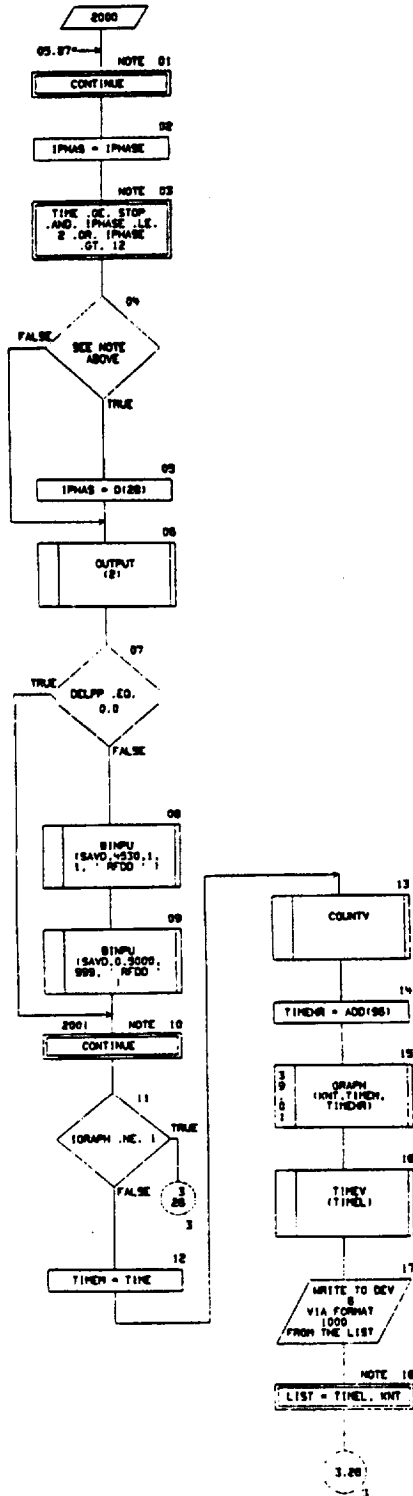 2000
05.27
NOTE 01
CONTINUE
02
IPHAS = IPHASE
NOTE 03
TIME .GE. STOP
.AND. IPHASE .LE.
2 .OR. IPHASE
.GT. 12
04
FALSE
SEE NOTE
ABOVE
TRUE
05
IPHAS = D(28)
06
OUTPUT
(2)
07
TRUE
DELPP .EQ.
0.0
FALSE
08
BINPU
(SAVD,4930,1,
1, ' RFDD ' )
09
BINPU
(SAVD,0,9000,
999, ' RFDD '
)
2001 NOTE 10
CONTINUE
11
IGRAPH .NE. 1
TRUE
FALSE
3
28
3
12
TIMEM = TIME
13
COUNTV
14
TIMEHR = ADD(96)
15
39.01
GRAPH
(KNT,TIMEM,
TIMEHR)
16
TIMEV
(TIMEL)
17
WRITE TO DEV
6
VIA FORMAT
1000
FROM THE LIST
NOTE 18
LIST = TIMEL, KNT
3.28
1